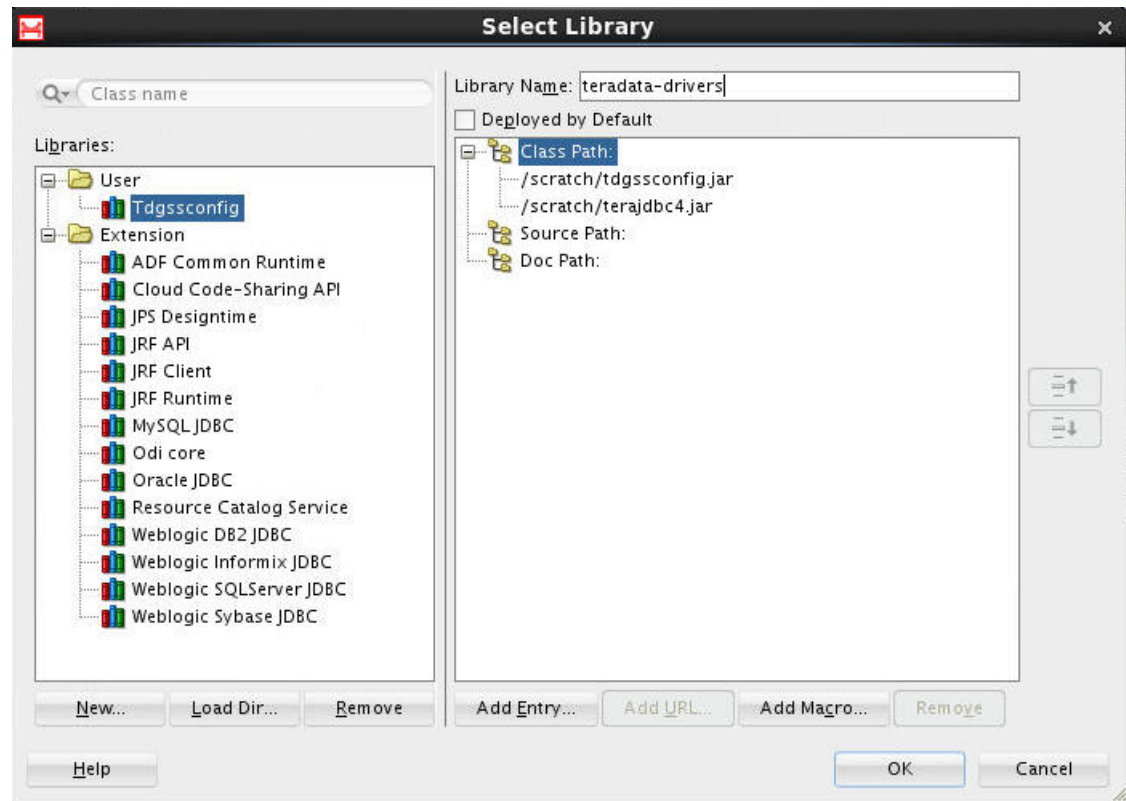 Select Library
Class name
Libraries:
User
Tdgssconfig
Extension
ADF Common Runtime
Cloud Code-Sharing API
JPS Designtime
JRF API
JRF Client
JRF Runtime
MySQL JDBC
Odi core
Oracle JDBC
Resource Catalog Service
Weblogic DB2 JDBC
Weblogic Informix JDBC
Weblogic SQLServer JDBC
Weblogic Sybase JDBC
New... Load Dir... Remove
Library Name: teradata-drivers
Deployed by Default
Class Path:
/scratch/tdgssconfig.jar
/scratch/terajdbc4.jar
Source Path:
Doc Path:
Add Entry... Add URL... Add Macro... Remove
Help OK Cancel